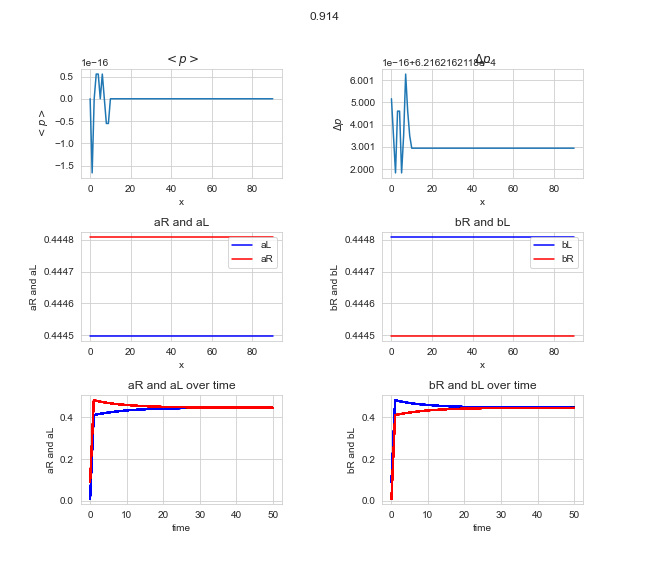 0.914
< p >
Δp
1e−16
1e−16+6.2162162118e−4
0.5
0.0
−0.5
−1.0
−1.5
< p >
0 20 40 60 80
x
6.001
5.000
4.001
3.001
2.000
Δp
0 20 40 60 80
x
aR and aL
0.4448
0.4447
0.4446
0.4445
aR and aL
aL
aR
0 20 40 60 80
x
bR and bL
0.4448
0.4447
0.4446
0.4445
bR and bL
bL
bR
0 20 40 60 80
x
aR and aL over time
0.4
0.2
0.0
aR and aL
0 10 20 30 40 50
time
bR and bL over time
0.4
0.2
0.0
bR and bL
0 10 20 30 40 50
time